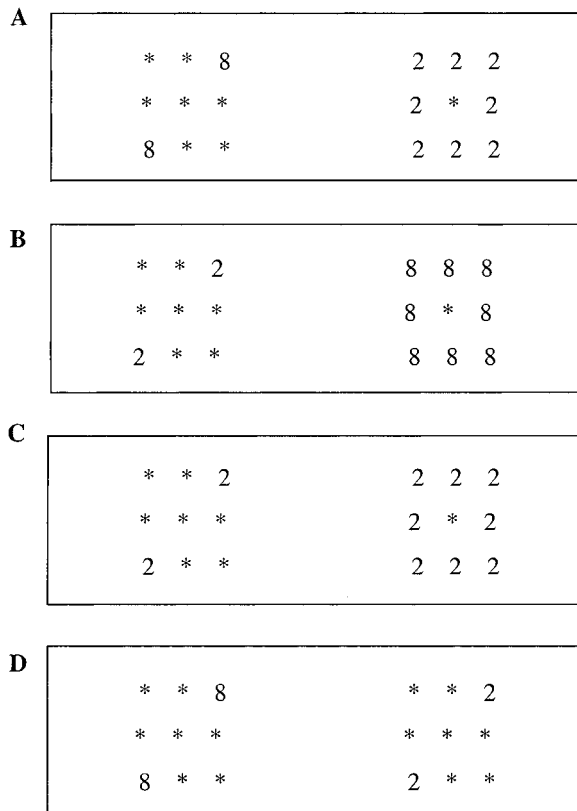 A
* * 8 2 2 2
* * * 2 * 2
8 * * 2 2 2
B
* * 2 8 8 8
* * * 8 * 8
2 * * 8 8 8
C
* * 2 2 2 2
* * * 2 * 2
2 * * 2 2 2
D
* * 8 * * 2
* * * * * *
8 * * 2 * *